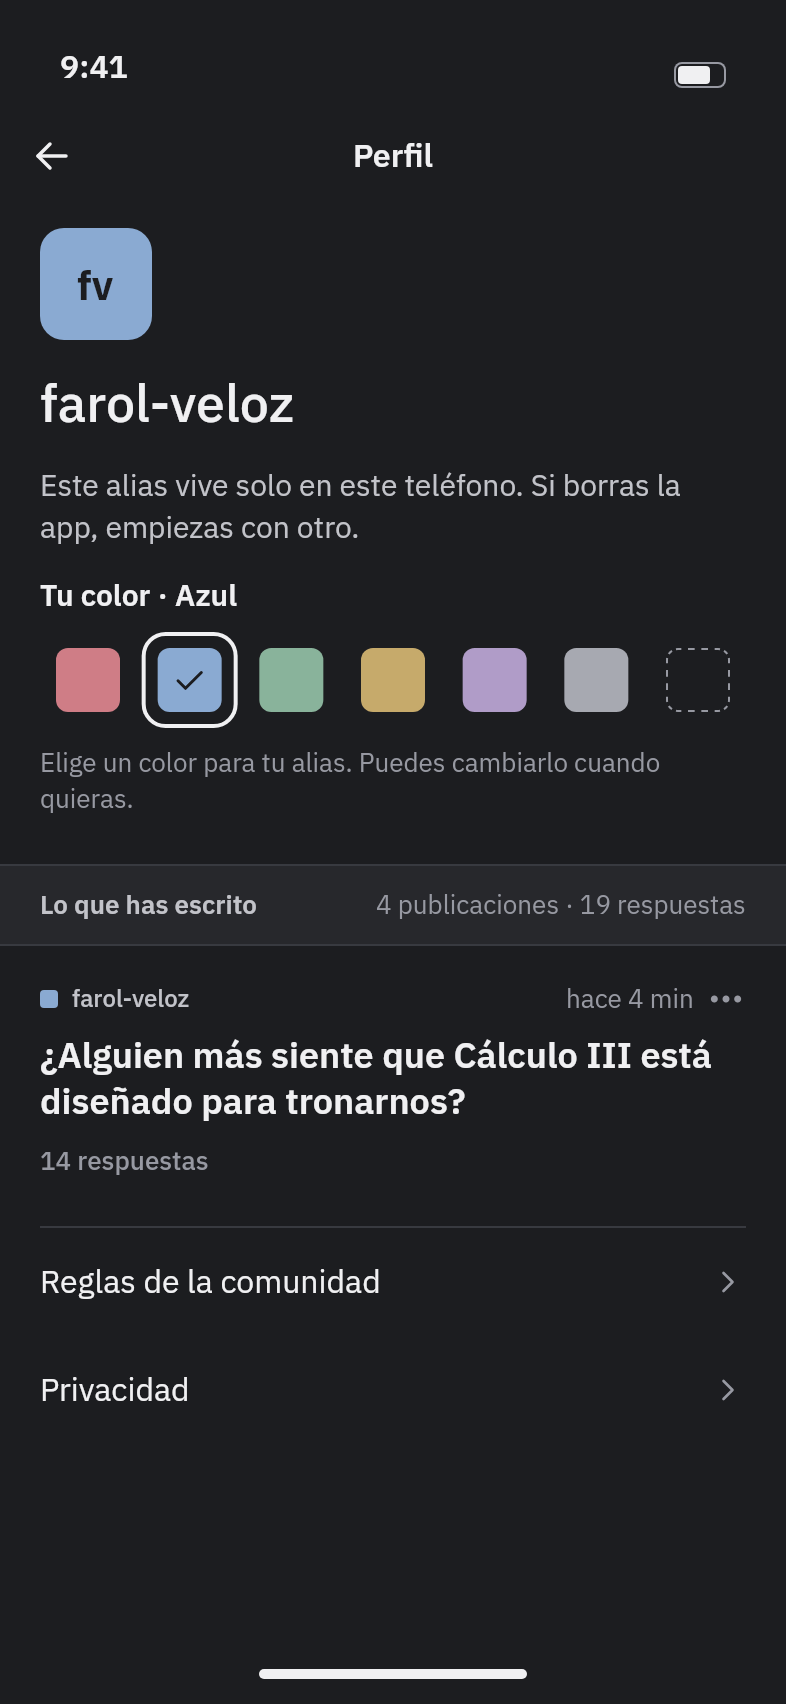 9:41
Perfil
fv
farol-veloz
Este alias vive solo en este teléfono. Si borras la
app, empiezas con otro.
Tu color · Azul
Elige un color para tu alias. Puedes cambiarlo cuando
quieras.
Lo que has escrito 4 publicaciones · 19 respuestas
farol-veloz hace 4 min •••
¿Alguien más siente que Cálculo III está
diseñado para tronarnos?
14 respuestas
Reglas de la comunidad
Privacidad